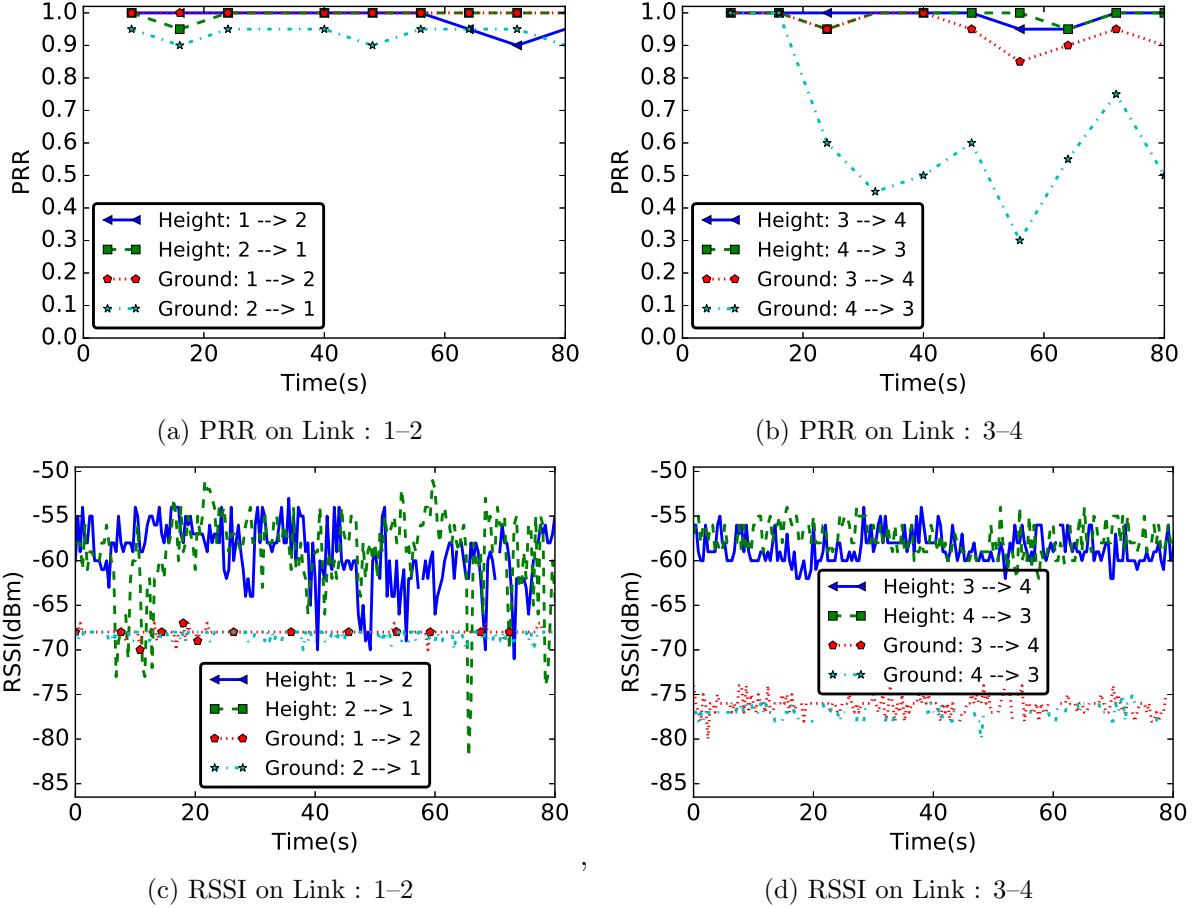 1.0
0.9
0.8
0.7
0.6
0.5
0.4
0.3
0.2
0.1
0.0
PRR
Height: 1 --> 2
Height: 2 --> 1
Ground: 1 --> 2
Ground: 2 --> 1
0 20 40 60 80
Time(s)
(a) PRR on Link : 1–2
1.0
0.9
0.8
0.7
0.6
0.5
0.4
0.3
0.2
0.1
0.0
PRR
Height: 3 --> 4
Height: 4 --> 3
Ground: 3 --> 4
Ground: 4 --> 3
0 20 40 60 80
Time(s)
(b) PRR on Link : 3–4
-50
-55
-60
-65
-70
-75
-80
-85
RSSI(dBm)
Height: 1 --> 2
Height: 2 --> 1
Ground: 1 --> 2
Ground: 2 --> 1
0 20 40 60 80
Time(s)
(c) RSSI on Link : 1–2
,
-50
-55
-60
-65
-70
-75
-80
-85
RSSI(dBm)
Height: 3 --> 4
Height: 4 --> 3
Ground: 3 --> 4
Ground: 4 --> 3
0 20 40 60 80
Time(s)
(d) RSSI on Link : 3–4